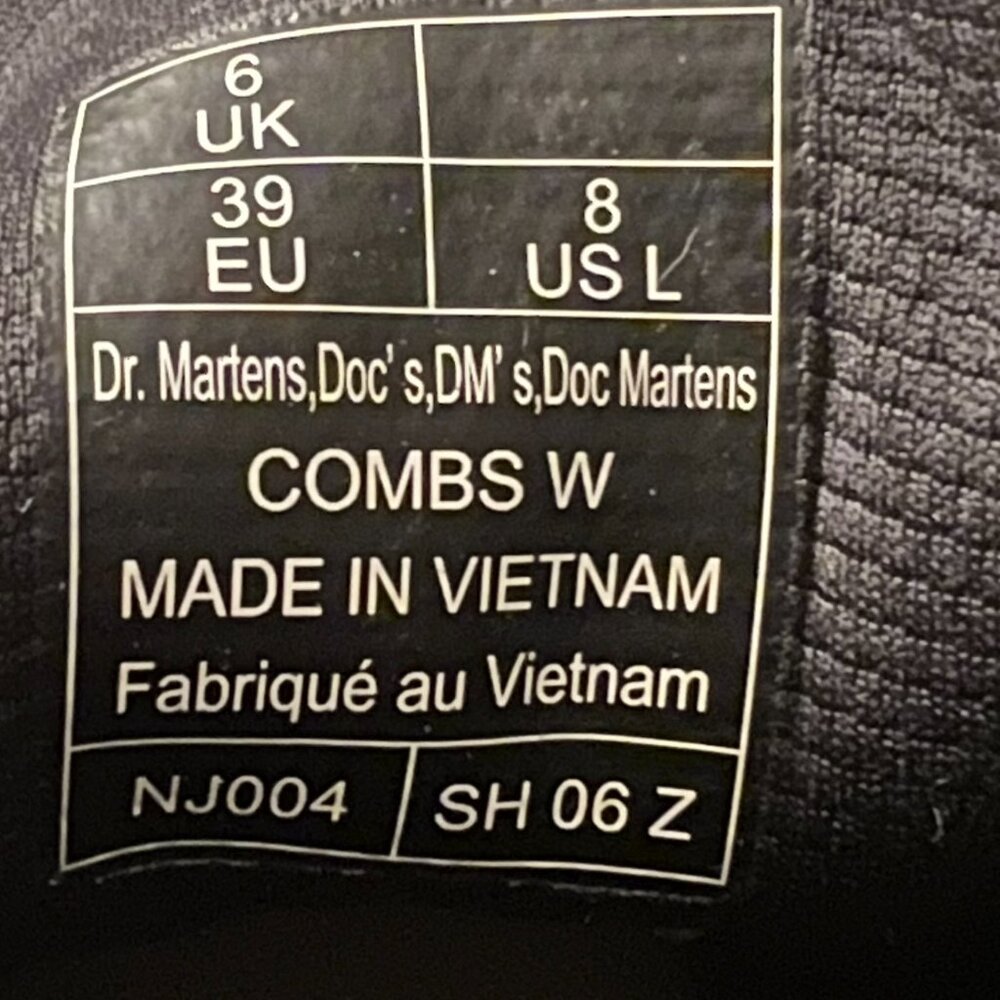 6
UK
39
EU
8
US L
Dr. Martens,Doc's,DM's,Doc Martens
COMBS W
MADE IN VIETNAM
Fabriqué au Vietnam
NJ004
SH 06 Z